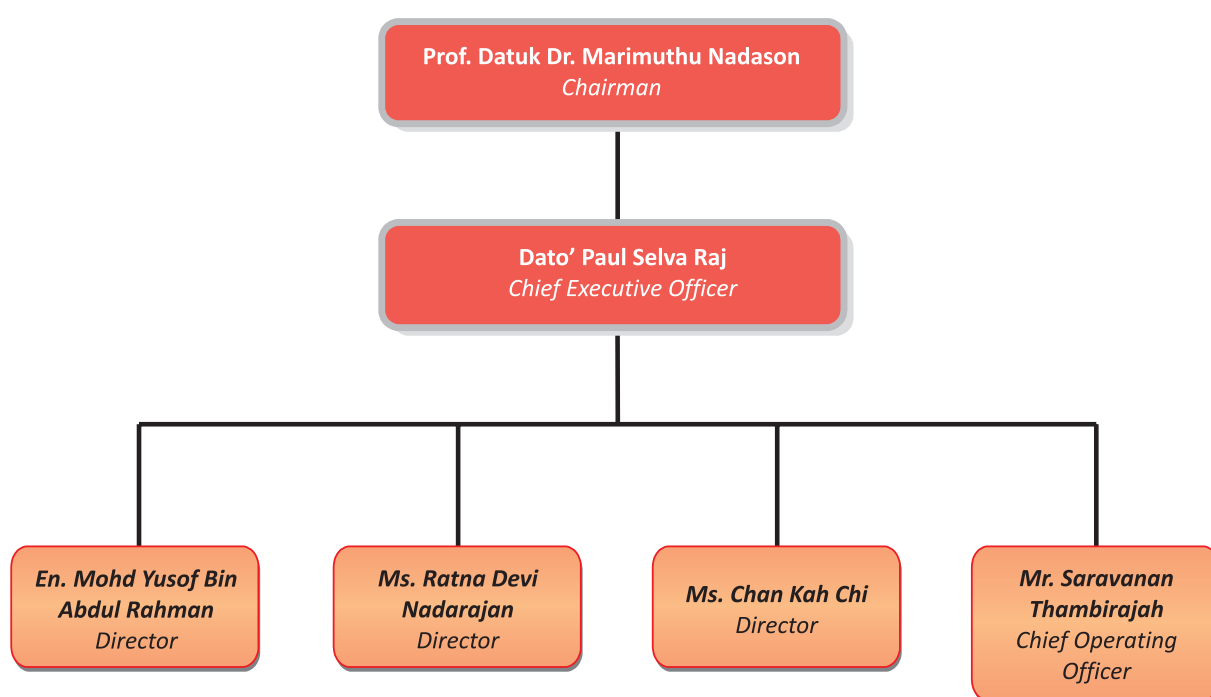 Prof. Datuk Dr. Marimuthu Nadason
Chairman
Dato’ Paul Selva Raj
Chief Executive Officer
En. Mohd Yusof Bin
Abdul Rahman
Director
Ms. Ratna Devi
Nadarajan
Director
Ms. Chan Kah Chi
Director
Mr. Saravanan
Thambirajah
Chief Operating
Officer